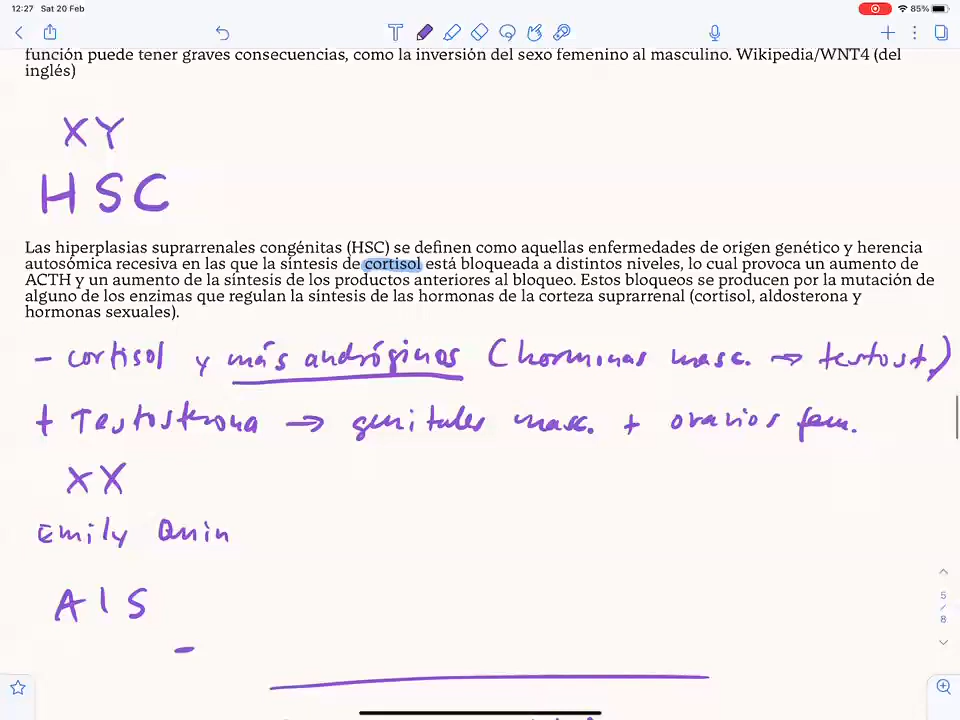 12:27 Sat 20 Feb
85%
función puede tener graves consecuencias, como la inversión del sexo femenino al masculino. Wikipedia/WNT4 (del
inglés)
XY
HSC
Las hiperplasias suprarrenales congénitas (HSC) se definen como aquellas enfermedades de origen genético y herencia
autosómica recesiva en las que la síntesis de cortisol está bloqueada a distintos niveles, lo cual provoca un aumento de
ACTH y un aumento de la síntesis de los productos anteriores al bloqueo. Estos bloqueos se producen por la mutación de
alguno de los enzimas que regulan la síntesis de las hormonas de la corteza suprarrenal (cortisol, aldosterona y
hormonas sexuales).
- cortisol y más andróginos (horminas masc. → testost.)
+ Testosterona → genitales masc. + ovarios fem.
XX
Emily Quin
AIS
-
5
/
8